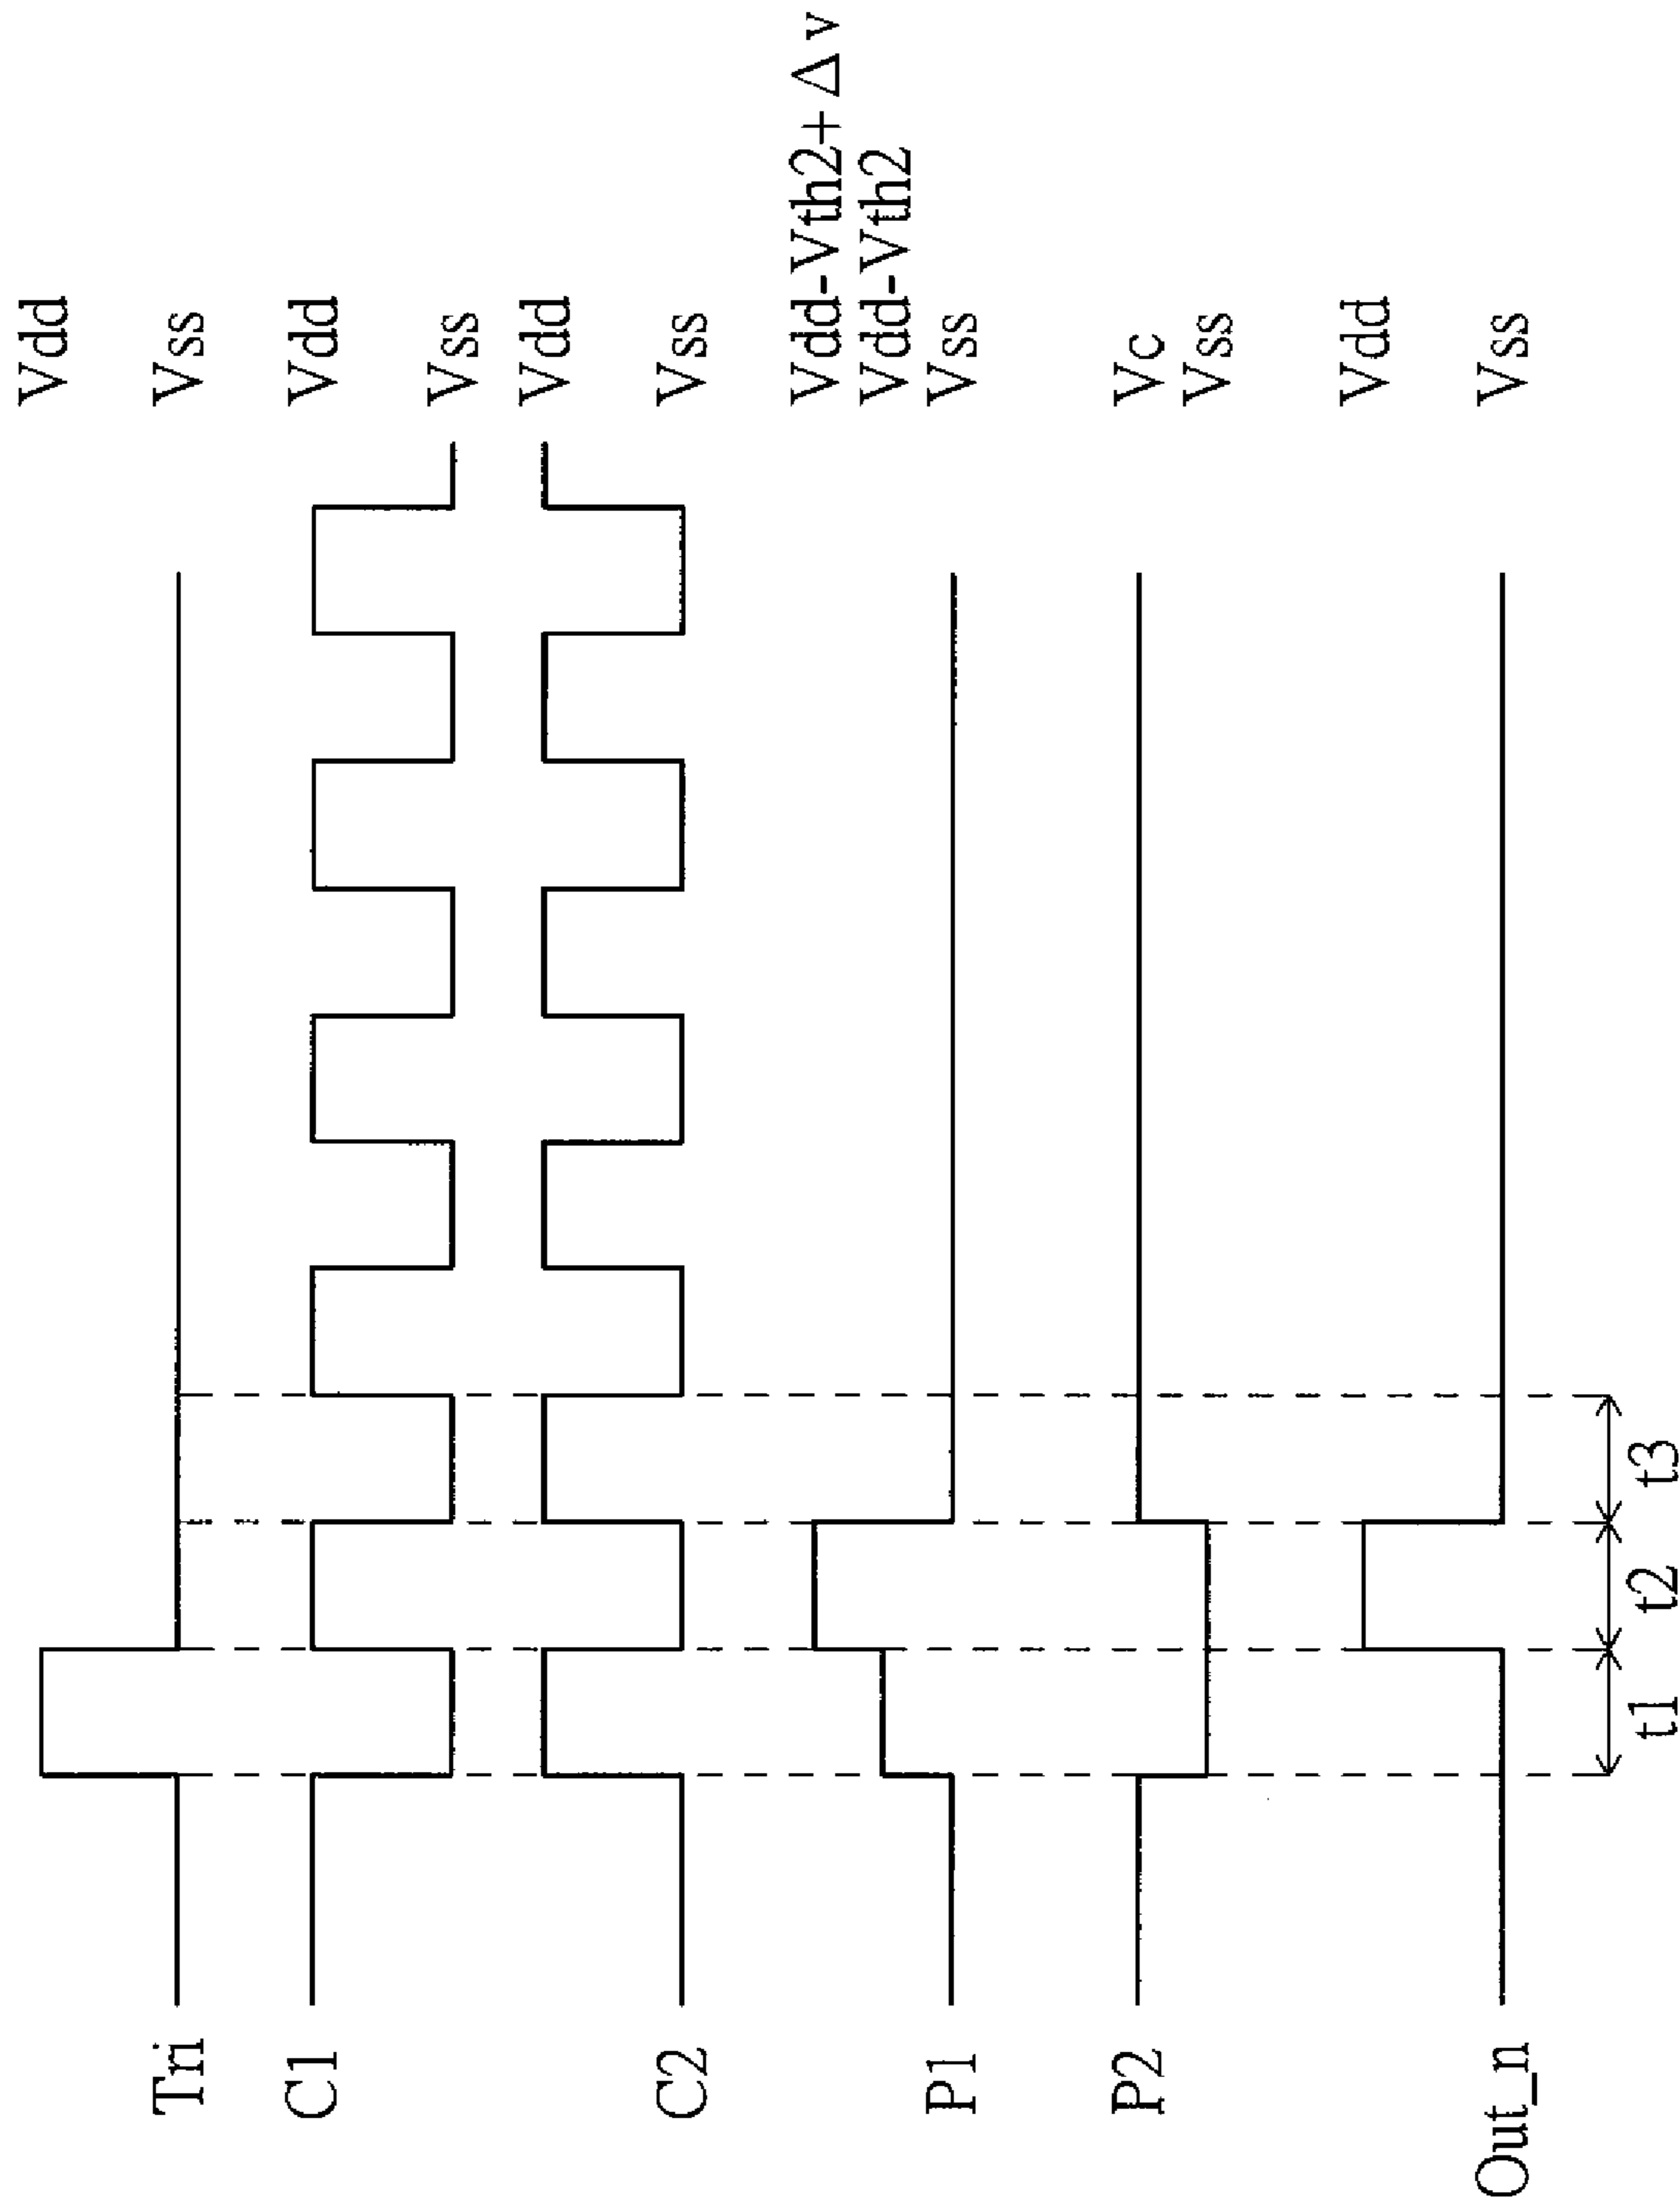 Tri
Vdd
Vss
C1
Vdd
Vss
C2
Vdd
Vss
P1
Vdd-Vth2+Δv
Vdd-Vth2
Vss
P2
Vc
Vss
Out_n
Vdd
Vss
t1 t2 t3